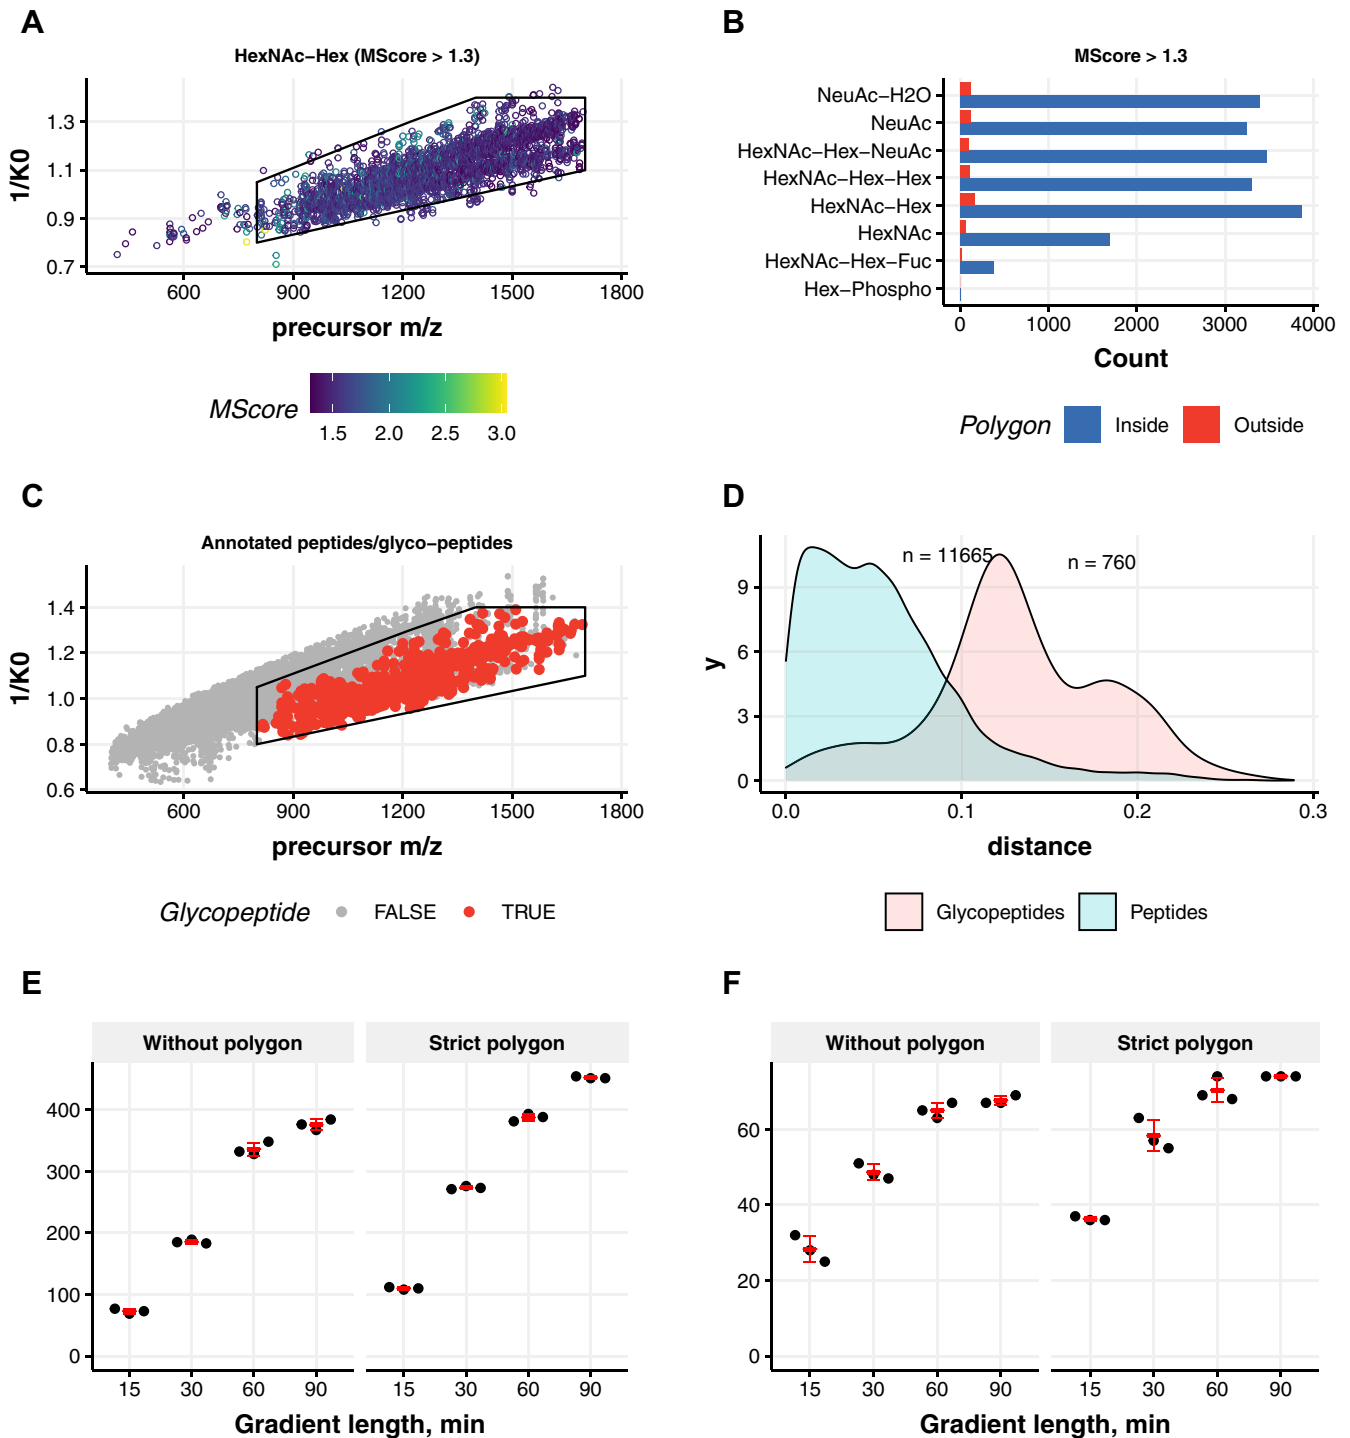 A
HexNAc−Hex (MScore > 1.3)
1/K0
1.3
1.1
0.9
0.7
600 900 1200 1500 1800
precursor m/z
MScore
1.5 2.0 2.5 3.0
B
MScore > 1.3
NeuAc−H2O
NeuAc
HexNAc−Hex−NeuAc
HexNAc−Hex−Hex
HexNAc−Hex
HexNAc
HexNAc−Hex−Fuc
Hex−Phospho
0 1000 2000 3000 4000
Count
Polygon Inside Outside
C
Annotated peptides/glyco−peptides
1/K0
1.4
1.2
1.0
0.8
0.6
600 900 1200 1500 1800
precursor m/z
Glycopeptide FALSE TRUE
D
n = 11665 n = 760
y
9
6
3
0
0.0 0.1 0.2 0.3
distance
Glycopeptides Peptides
E
Without polygon Strict polygon
400
300
200
100
0
15 30 60 90 15 30 60 90
Gradient length, min
F
Without polygon Strict polygon
60
40
20
0
15 30 60 90 15 30 60 90
Gradient length, min